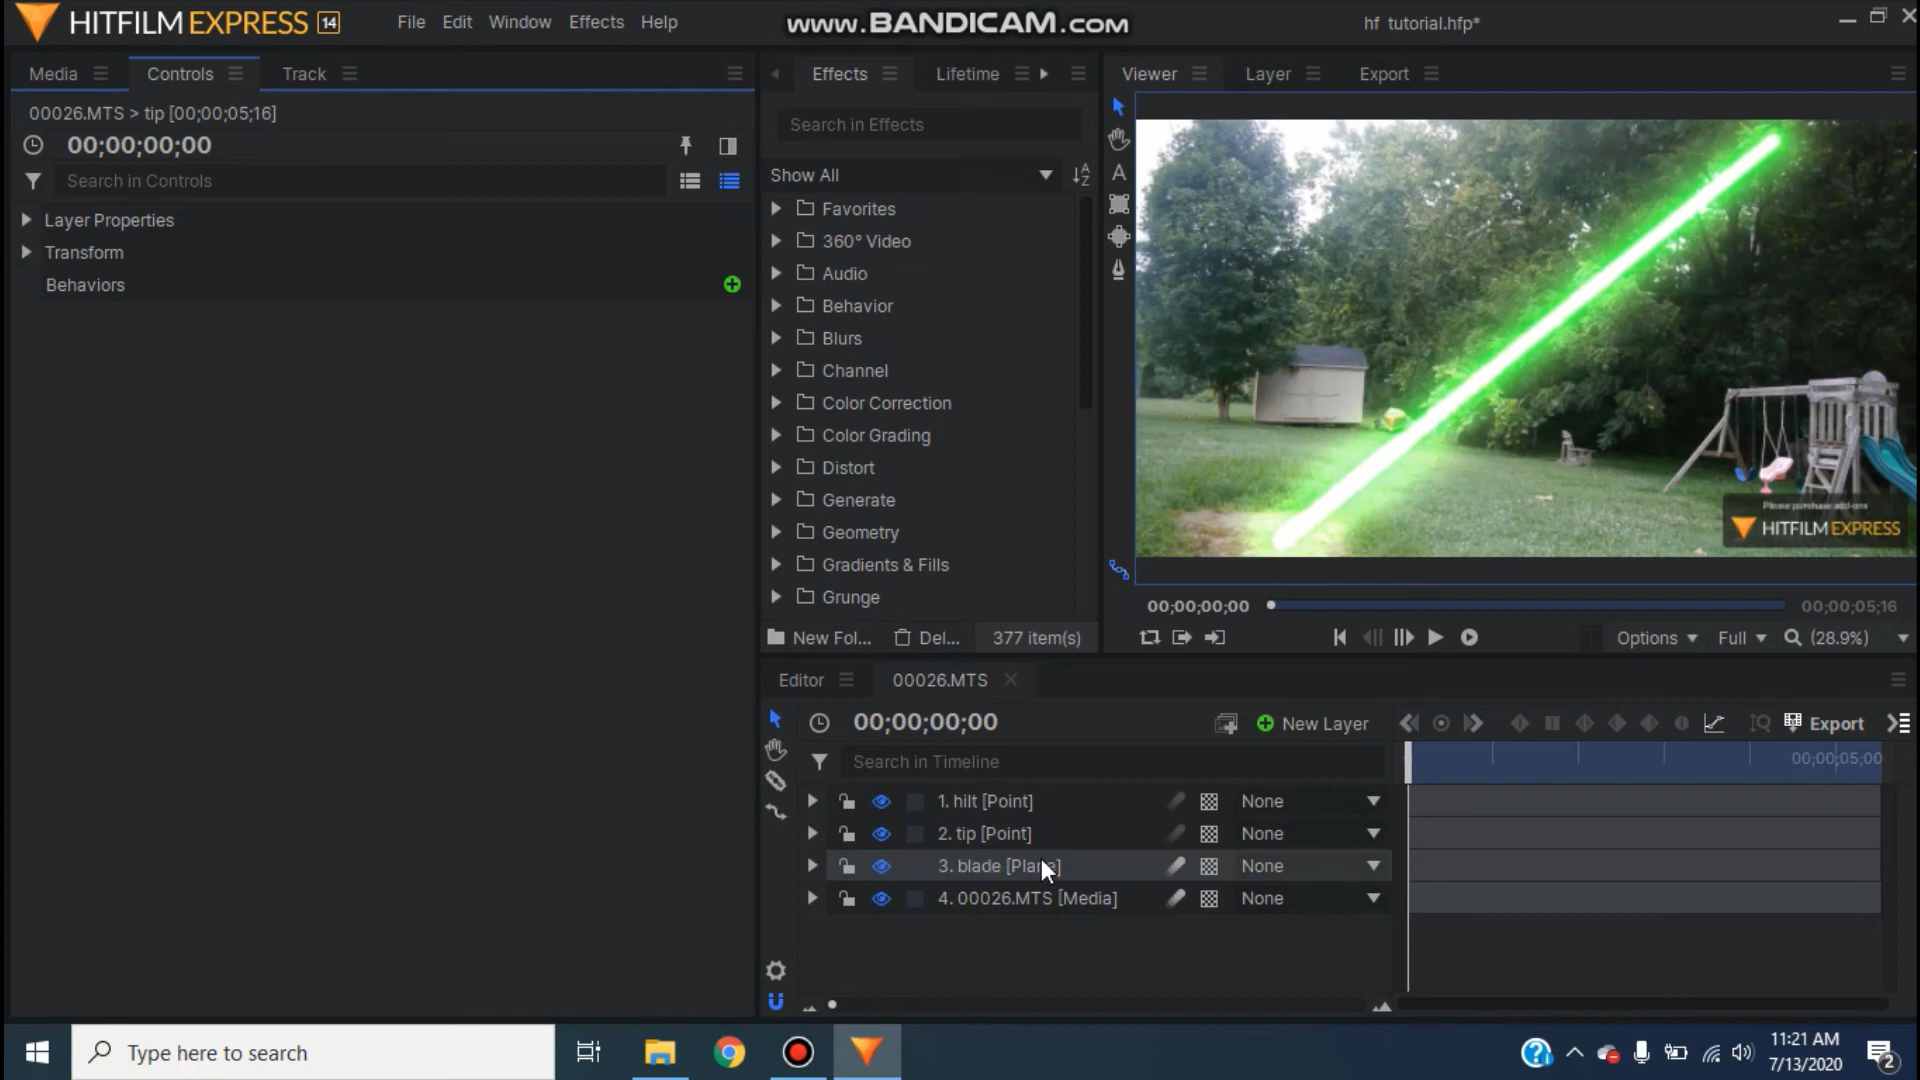 HITFILM EXPRESS 14
File Edit Window Effects Help
www.BANDICAM.com
hf tutorial.hfp*
Media
Controls
Track
00026.MTS > tip [00;00;05;16]
00;00;00;00
Search in Controls
Layer Properties
Transform
Behaviors
Effects
Lifetime
Search in Effects
Show All
Favorites
360° Video
Audio
Behavior
Blurs
Channel
Color Correction
Color Grading
Distort
Generate
Geometry
Gradients & Fills
Grunge
New Fol...
Del...
377 item(s)
Viewer
Layer
Export
A
Please purchase add-ons
HITFILM EXPRESS
00;00;00;00
00;00;05;16
Options
Full
(28.9%)
Editor
00026.MTS
00;00;00;00
New Layer
Export
Search in Timeline
00;00;05;00
1. hilt [Point]
None
2. tip [Point]
None
3. blade [Plane]
None
4. 00026.MTS [Media]
None
Type here to search
11:21 AM
7/13/2020
2